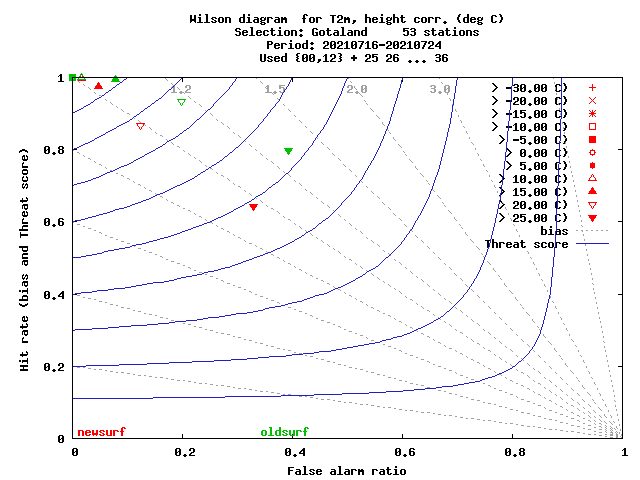 Wilson diagram for T2m, height corr. (deg C)
Selection: Gotaland 53 stations
Period: 20210716-20210724
Used {00,12} + 25 26 ... 36
1
0.8
0.6
0.4
0.2
0
Hit rate (bias and Threat score)
1.2
1.5
2.0
3.0
> -30.00 C)
> -20.00 C)
> -15.00 C)
> -10.00 C)
> -5.00 C)
> 0.00 C)
> 5.00 C)
> 10.00 C)
> 15.00 C)
> 20.00 C)
> 25.00 C)
bias
Threat score
newsurf
oldsurf
0
0.2
0.4
0.6
0.8
1
False alarm ratio